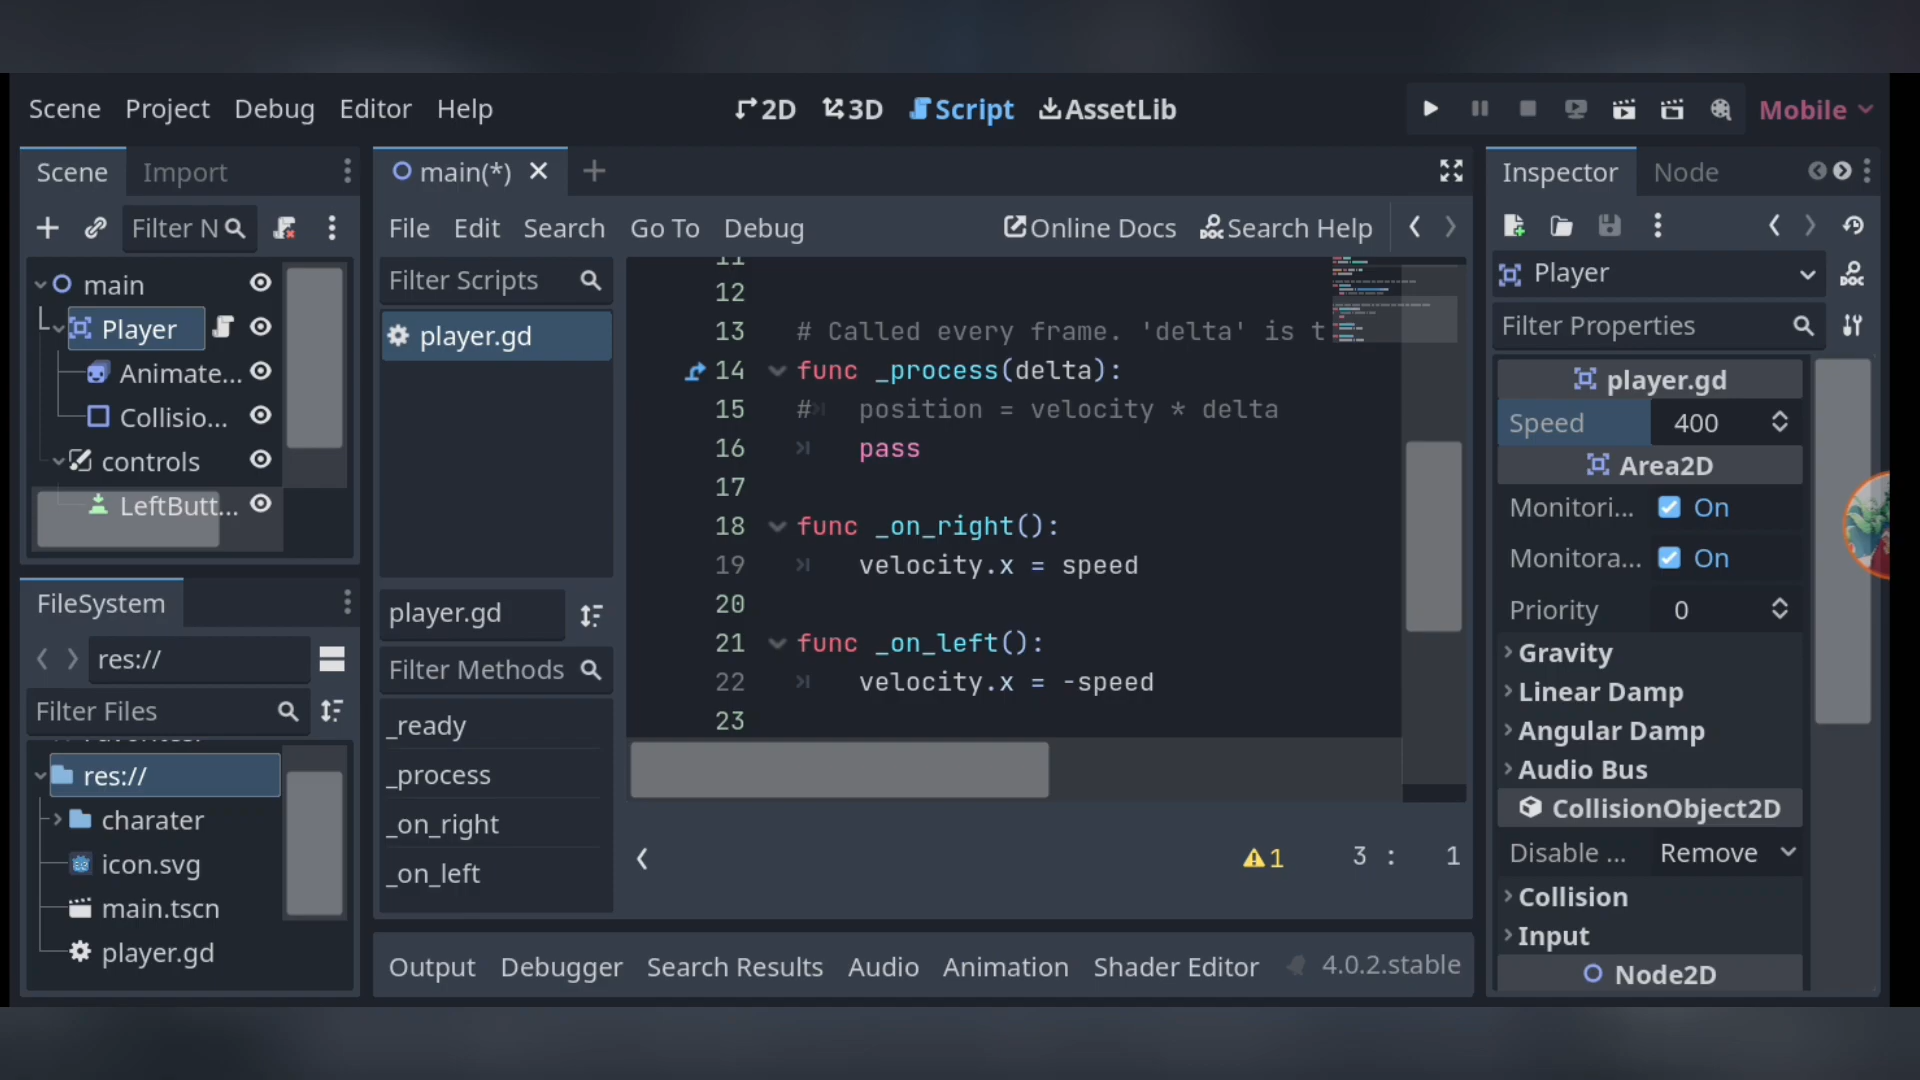 Scene Project Debug Editor Help
2D 3D Script AssetLib
Mobile
Scene Import
main(*)
Inspector Node
Filter N
File Edit Search Go To Debug
Online Docs Search Help
main
Player
Animate...
Collisio...
controls
LeftButt...
Filter Scripts
player.gd
player.gd
Filter Methods
_ready
_process
_on_right
_on_left
11
12
13 # Called every frame. 'delta' is t
14 func _process(delta):
15 # position = velocity * delta
16 pass
17
18 func _on_right():
19 velocity.x = speed
20
21 func _on_left():
22 velocity.x = -speed
23
1 3 : 1
FileSystem
res://
Filter Files
Favorites:
res://
charater
icon.svg
main.tscn
player.gd
Output Debugger Search Results Audio Animation Shader Editor 4.0.2.stable
Player
Filter Properties
player.gd
Speed 400
Area2D
Monitori... On
Monitora... On
Priority 0
Gravity
Linear Damp
Angular Damp
Audio Bus
CollisionObject2D
Disable ... Remove
Collision
Input
Node2D